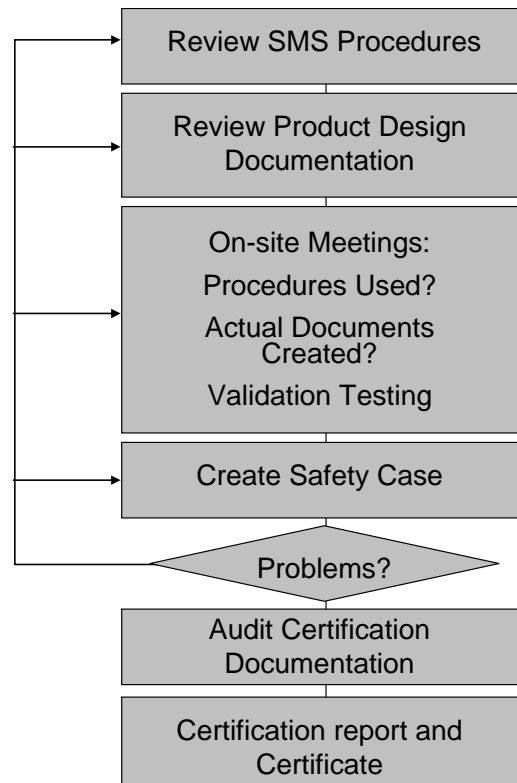 Review SMS Procedures
Review Product Design
Documentation
On-site Meetings:
Procedures Used?
Actual Documents
Created?
Validation Testing
Create Safety Case
Problems?
Audit Certification
Documentation
Certification report and
Certificate